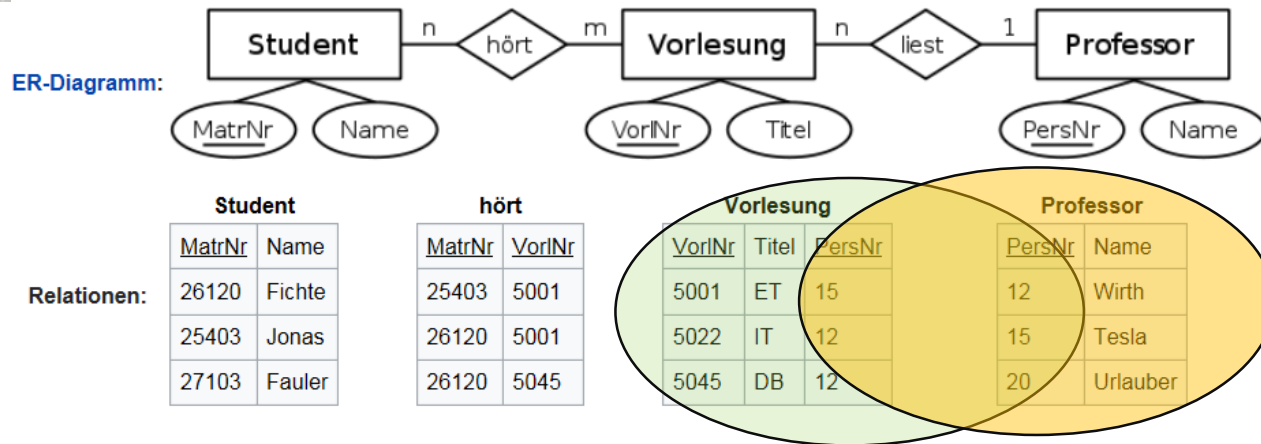 Student n hört m Vorlesung n liest 1 Professor
ER-Diagramm:
MatrNr Name VorlNr Titel PersNr Name
Student hört Vorlesung Professor
MatrNr Name MatrNr VorlNr VorlNr Titel PersNr PersNr Name
26120 Fichte 25403 5001 5001 ET 15 12 Wirth
Relationen:
25403 Jonas 26120 5001 5022 IT 12 15 Tesla
27103 Fauler 26120 5045 5045 DB 12 20 Urlauber